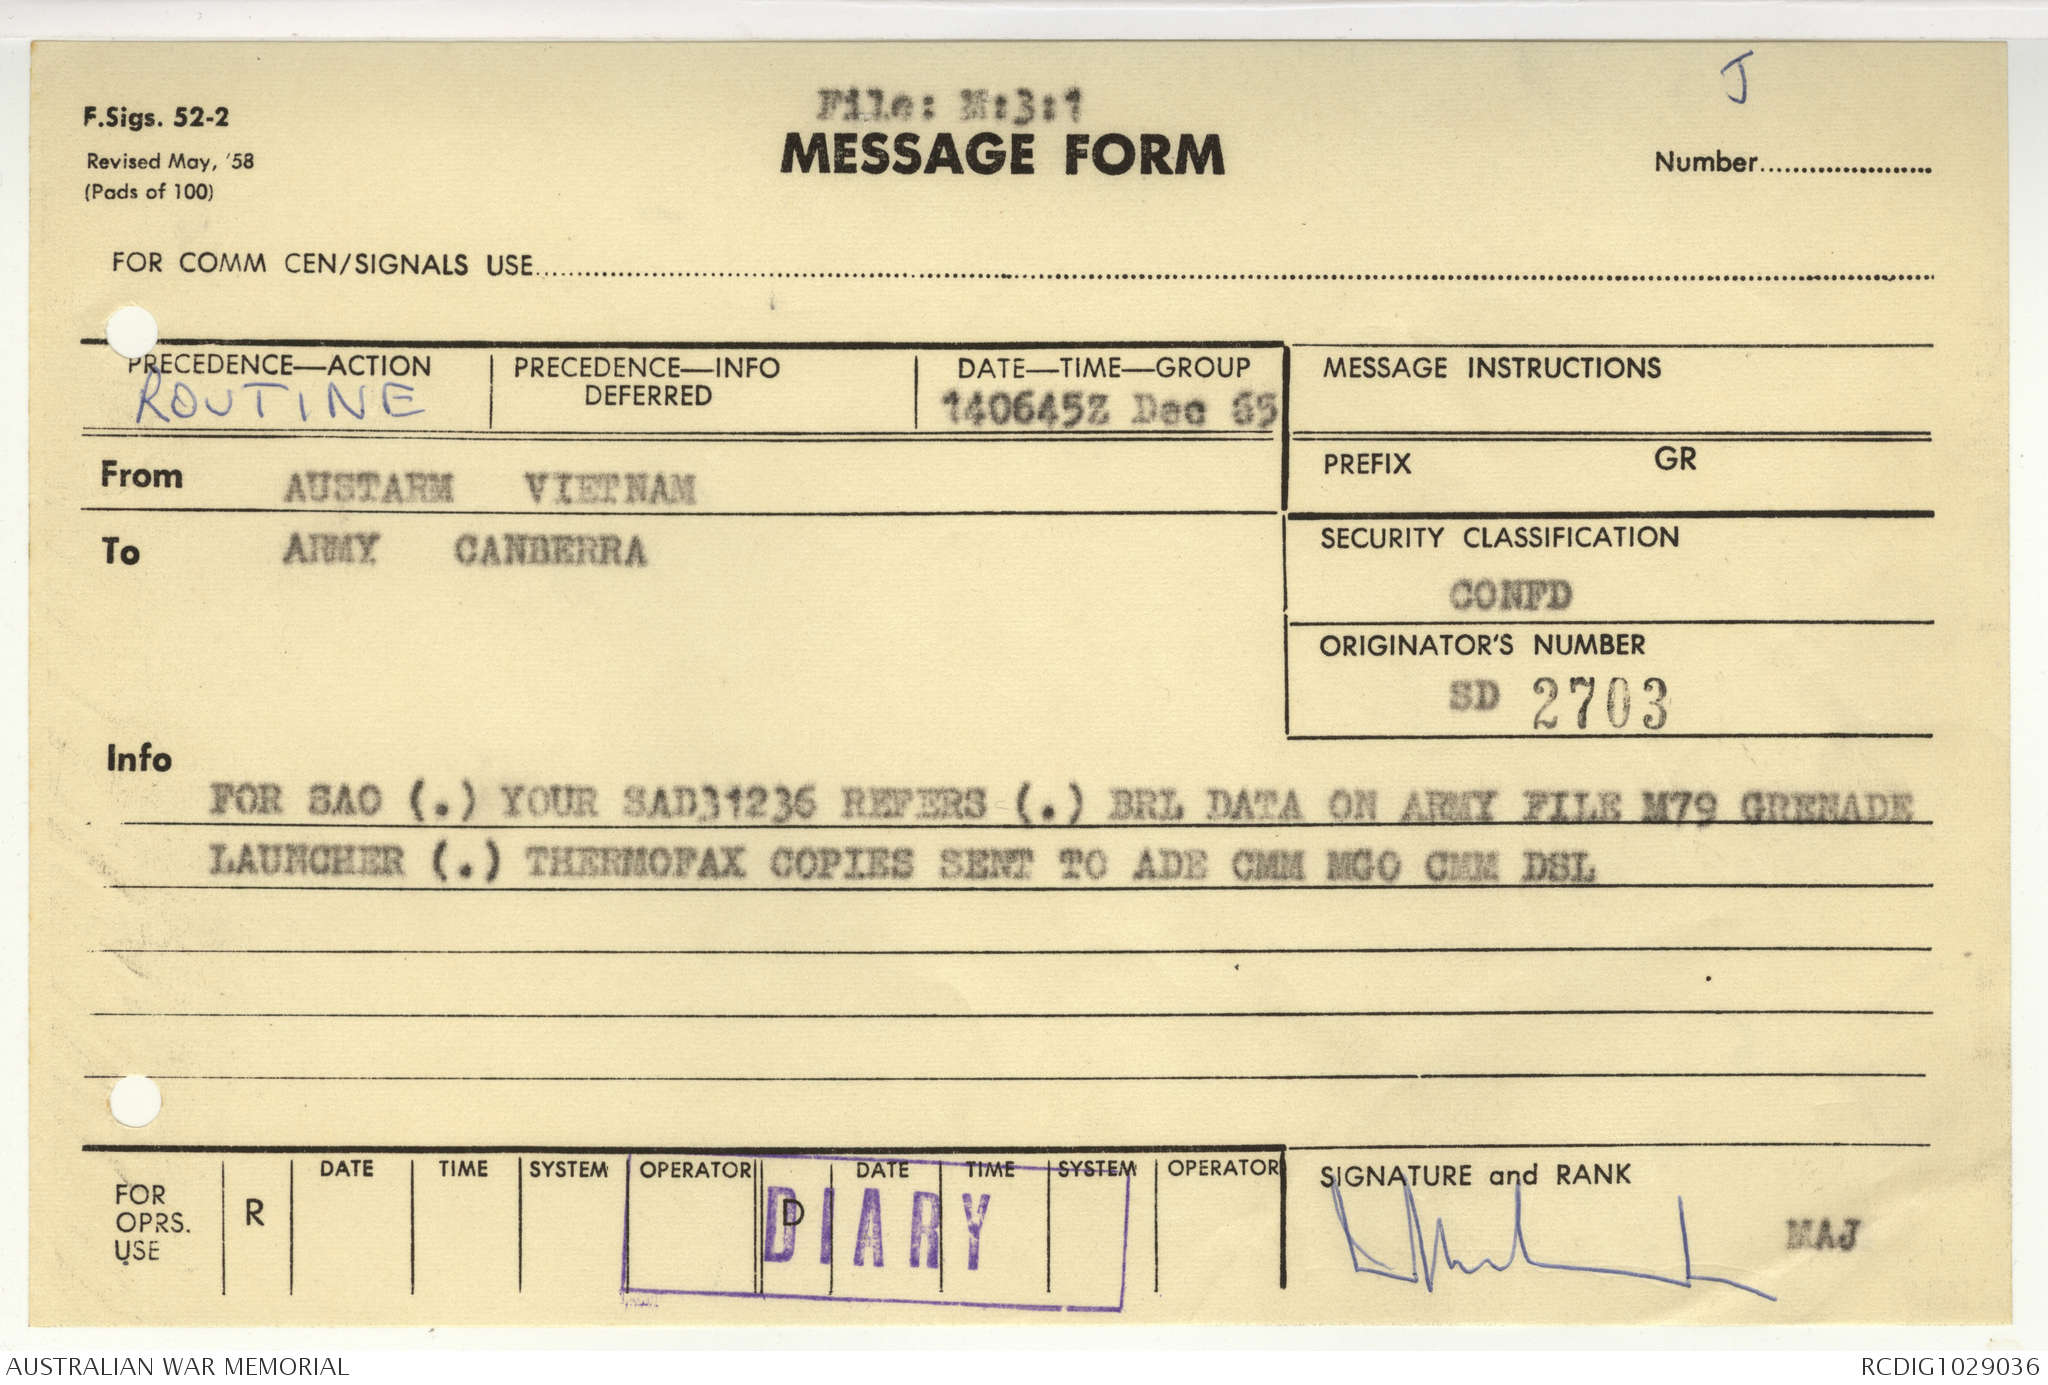 J
F.Sigs. 52-2
File: M:3:1
Revised May, '58
MESSAGE FORM
Number
(Pads of 100)
FOR COMM CEN/SIGNALS USE
PRECEDENCE—ACTION
ROUTINE
PRECEDENCE—INFO
DEFERRED
DATE—TIME—GROUP
140645Z Dec 65
MESSAGE INSTRUCTIONS
PREFIX GR
From AUSTARM VIETNAM
To ARMY CANBERRA
SECURITY CLASSIFICATION
CONFD
ORIGINATOR'S NUMBER
SD 2703
Info
FOR SAO (.) YOUR SAD31236 REFERS (.) BRL DATA ON ARMY FILE M79 GRENADE
LAUNCHER (.) THERMOFAX COPIES SENT TO ADE CMM MGO CMM DSL
FOR
OPRS.
USE
R DATE TIME SYSTEM OPERATOR
D DATE TIME SYSTEM OPERATOR
DIARY
SIGNATURE and RANK
MAJ
AUSTRALIAN WAR MEMORIAL
RCDIG1029036